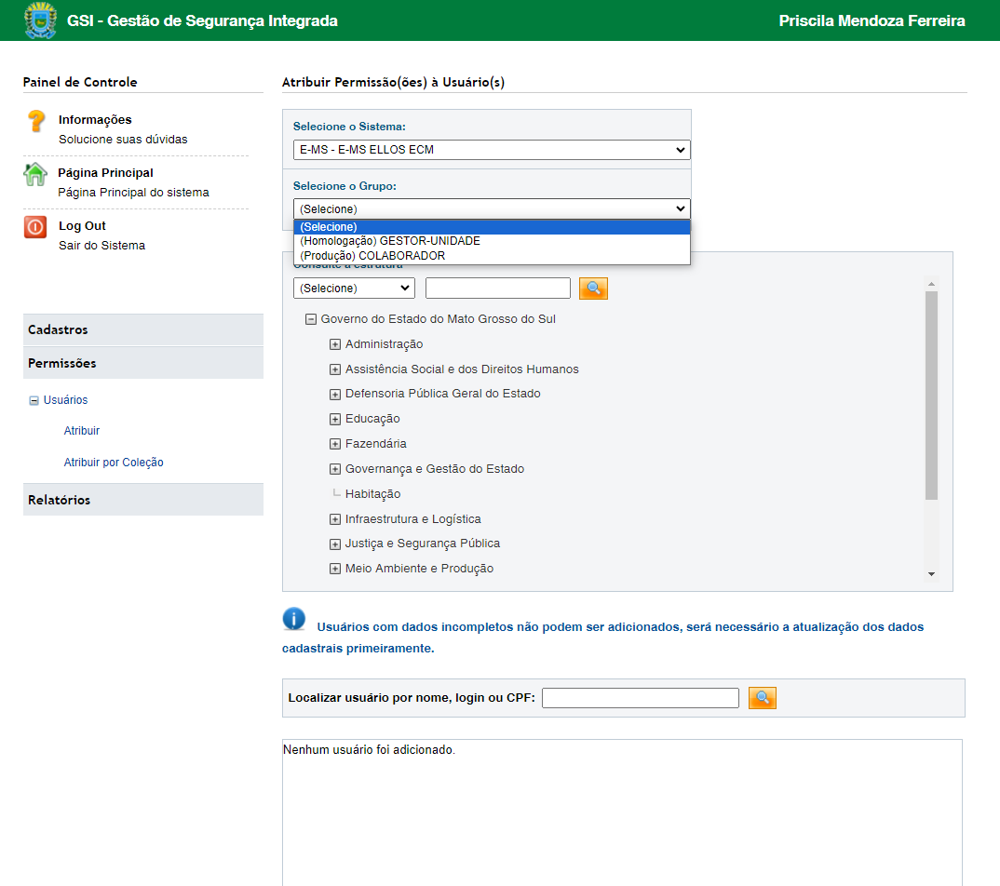 GSI - Gestão de Segurança Integrada
Priscila Mendoza Ferreira
Painel de Controle
Informações
Solucione suas dúvidas
Página Principal
Página Principal do sistema
Log Out
Sair do Sistema
Cadastros
Permissões
Usuários
Atribuir
Atribuir por Coleção
Relatórios
Atribuir Permissão(ões) à Usuário(s)
Selecione o Sistema:
E-MS - E-MS ELLOS ECM
Selecione o Grupo:
(Selecione)
(Selecione)
(Homologação) GESTOR-UNIDADE
(Produção) COLABORADOR
Consulte a estrutura
(Selecione)
Governo do Estado do Mato Grosso do Sul
Administração
Assistência Social e dos Direitos Humanos
Defensoria Pública Geral do Estado
Educação
Fazendária
Governança e Gestão do Estado
Habitação
Infraestrutura e Logística
Justiça e Segurança Pública
Meio Ambiente e Produção
Usuários com dados incompletos não podem ser adicionados, será necessário a atualização dos dados
cadastrais primeiramente.
Localizar usuário por nome, login ou CPF:
Nenhum usuário foi adicionado.